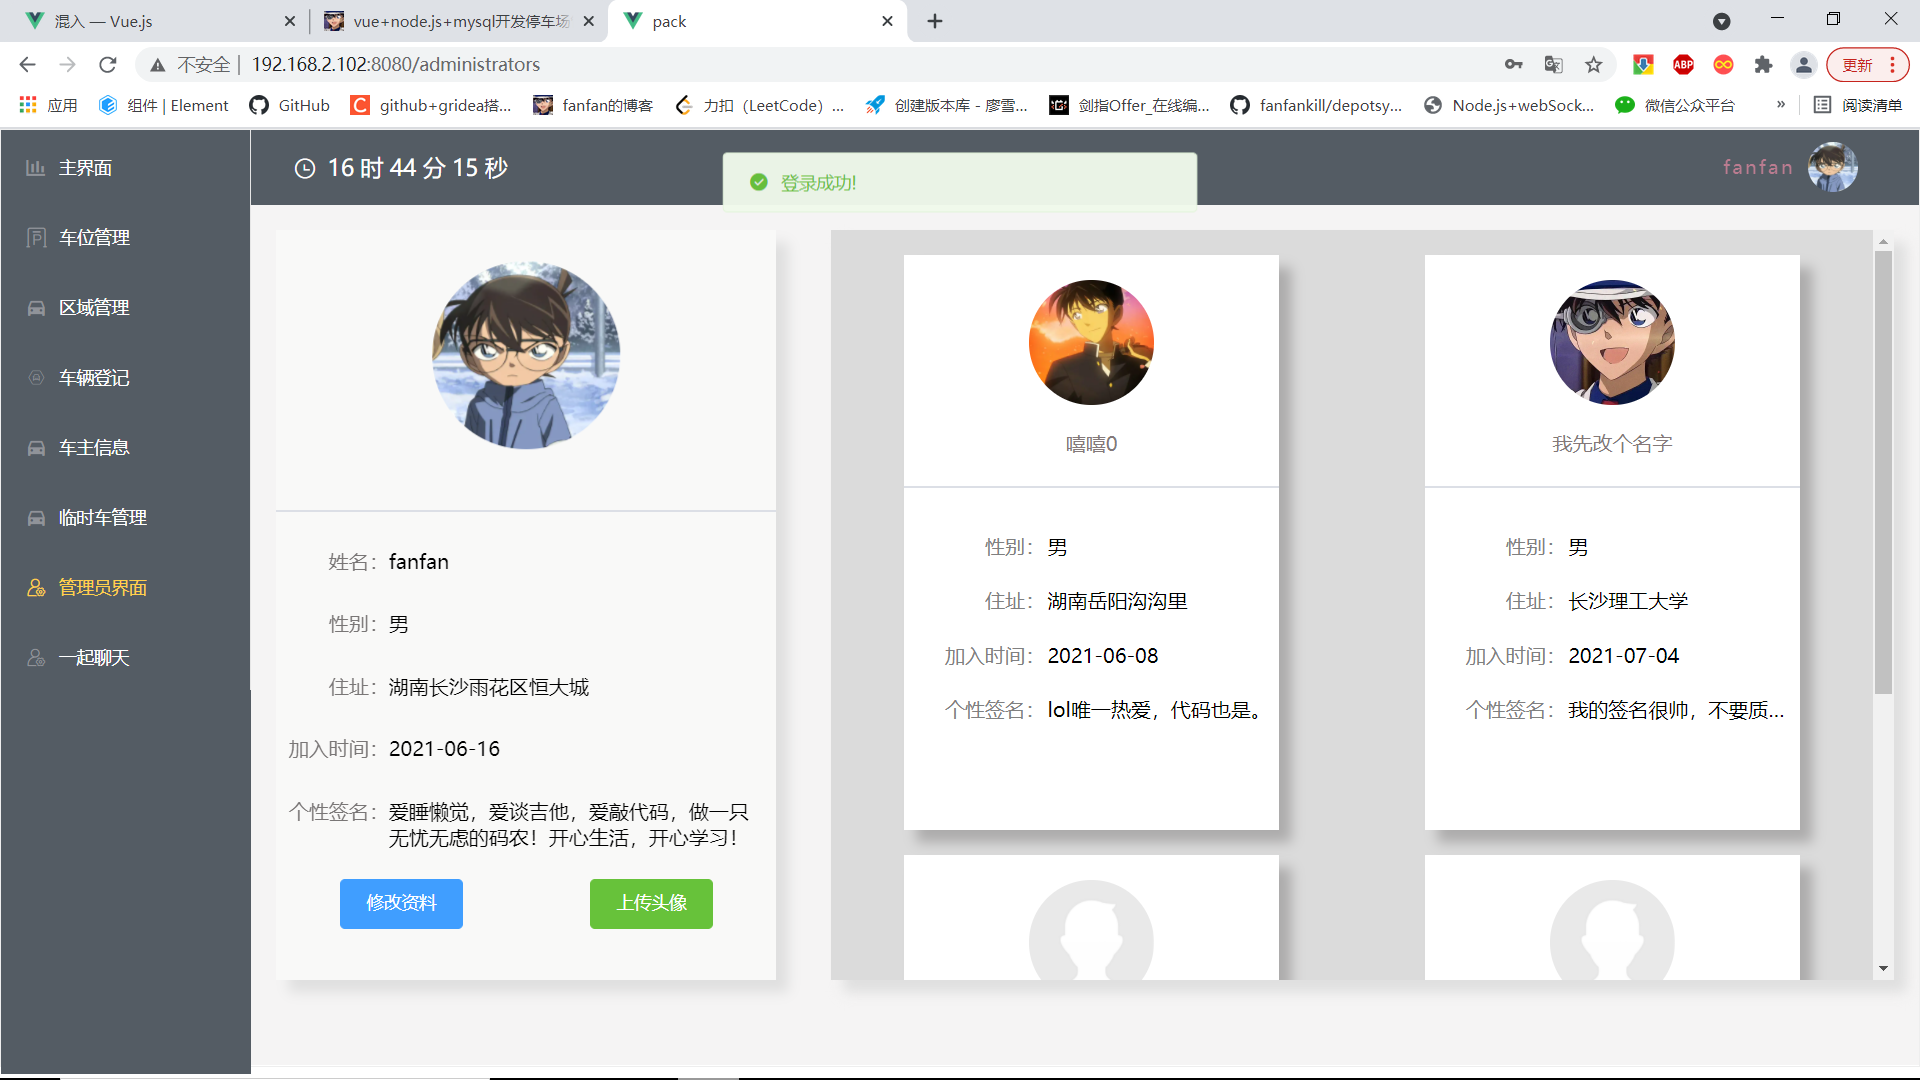 混入 — Vue.js
vue+node.js+mysql开发停车场
pack
不安全 | 192.168.2.102:8080/administrators
更新
应用
组件 | Element
GitHub
github+gridea搭...
fanfan的博客
力扣（LeetCode）...
创建版本库 - 廖雪...
剑指Offer_在线编...
fanfankill/depotsy...
Node.js+webSock...
微信公众平台
»
阅读清单
ABP
主界面
车位管理
区域管理
车辆登记
车主信息
临时车管理
管理员界面
一起聊天
16 时 44 分 15 秒
登录成功!
fanfan
姓名： fanfan
性别： 男
住址： 湖南长沙雨花区恒大城
加入时间： 2021-06-16
个性签名： 爱睡懒觉，爱谈吉他，爱敲代码，做一只
无忧无虑的码农！开心生活，开心学习！
修改资料
上传头像
嘻嘻0
性别： 男
住址： 湖南岳阳沟沟里
加入时间： 2021-06-08
个性签名： lol唯一热爱，代码也是。
我先改个名字
性别： 男
住址： 长沙理工大学
加入时间： 2021-07-04
个性签名： 我的签名很帅，不要质...